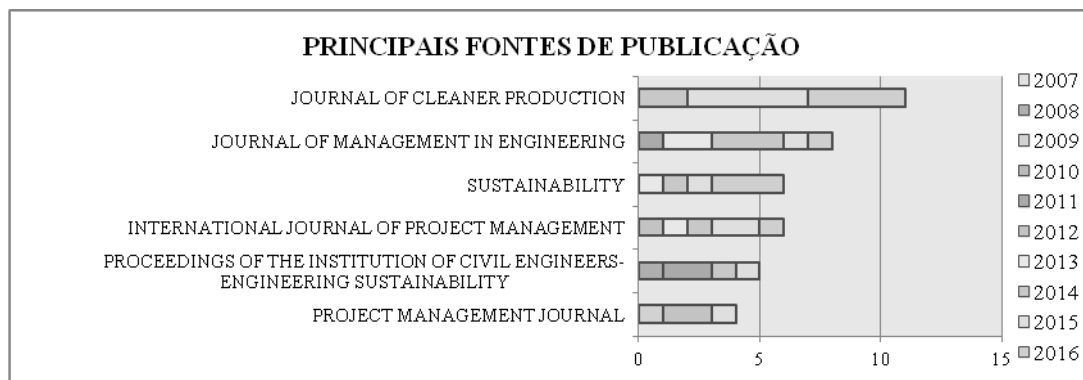 PRINCIPAIS FONTES DE PUBLICAÇÃO
JOURNAL OF CLEANER PRODUCTION
JOURNAL OF MANAGEMENT IN ENGINEERING
SUSTAINABILITY
INTERNATIONAL JOURNAL OF PROJECT MANAGEMENT
PROCEEDINGS OF THE INSTITUTION OF CIVIL ENGINEERS-
ENGINEERING SUSTAINABILITY
PROJECT MANAGEMENT JOURNAL
0 5 10 15
2007
2008
2009
2010
2011
2012
2013
2014
2015
2016